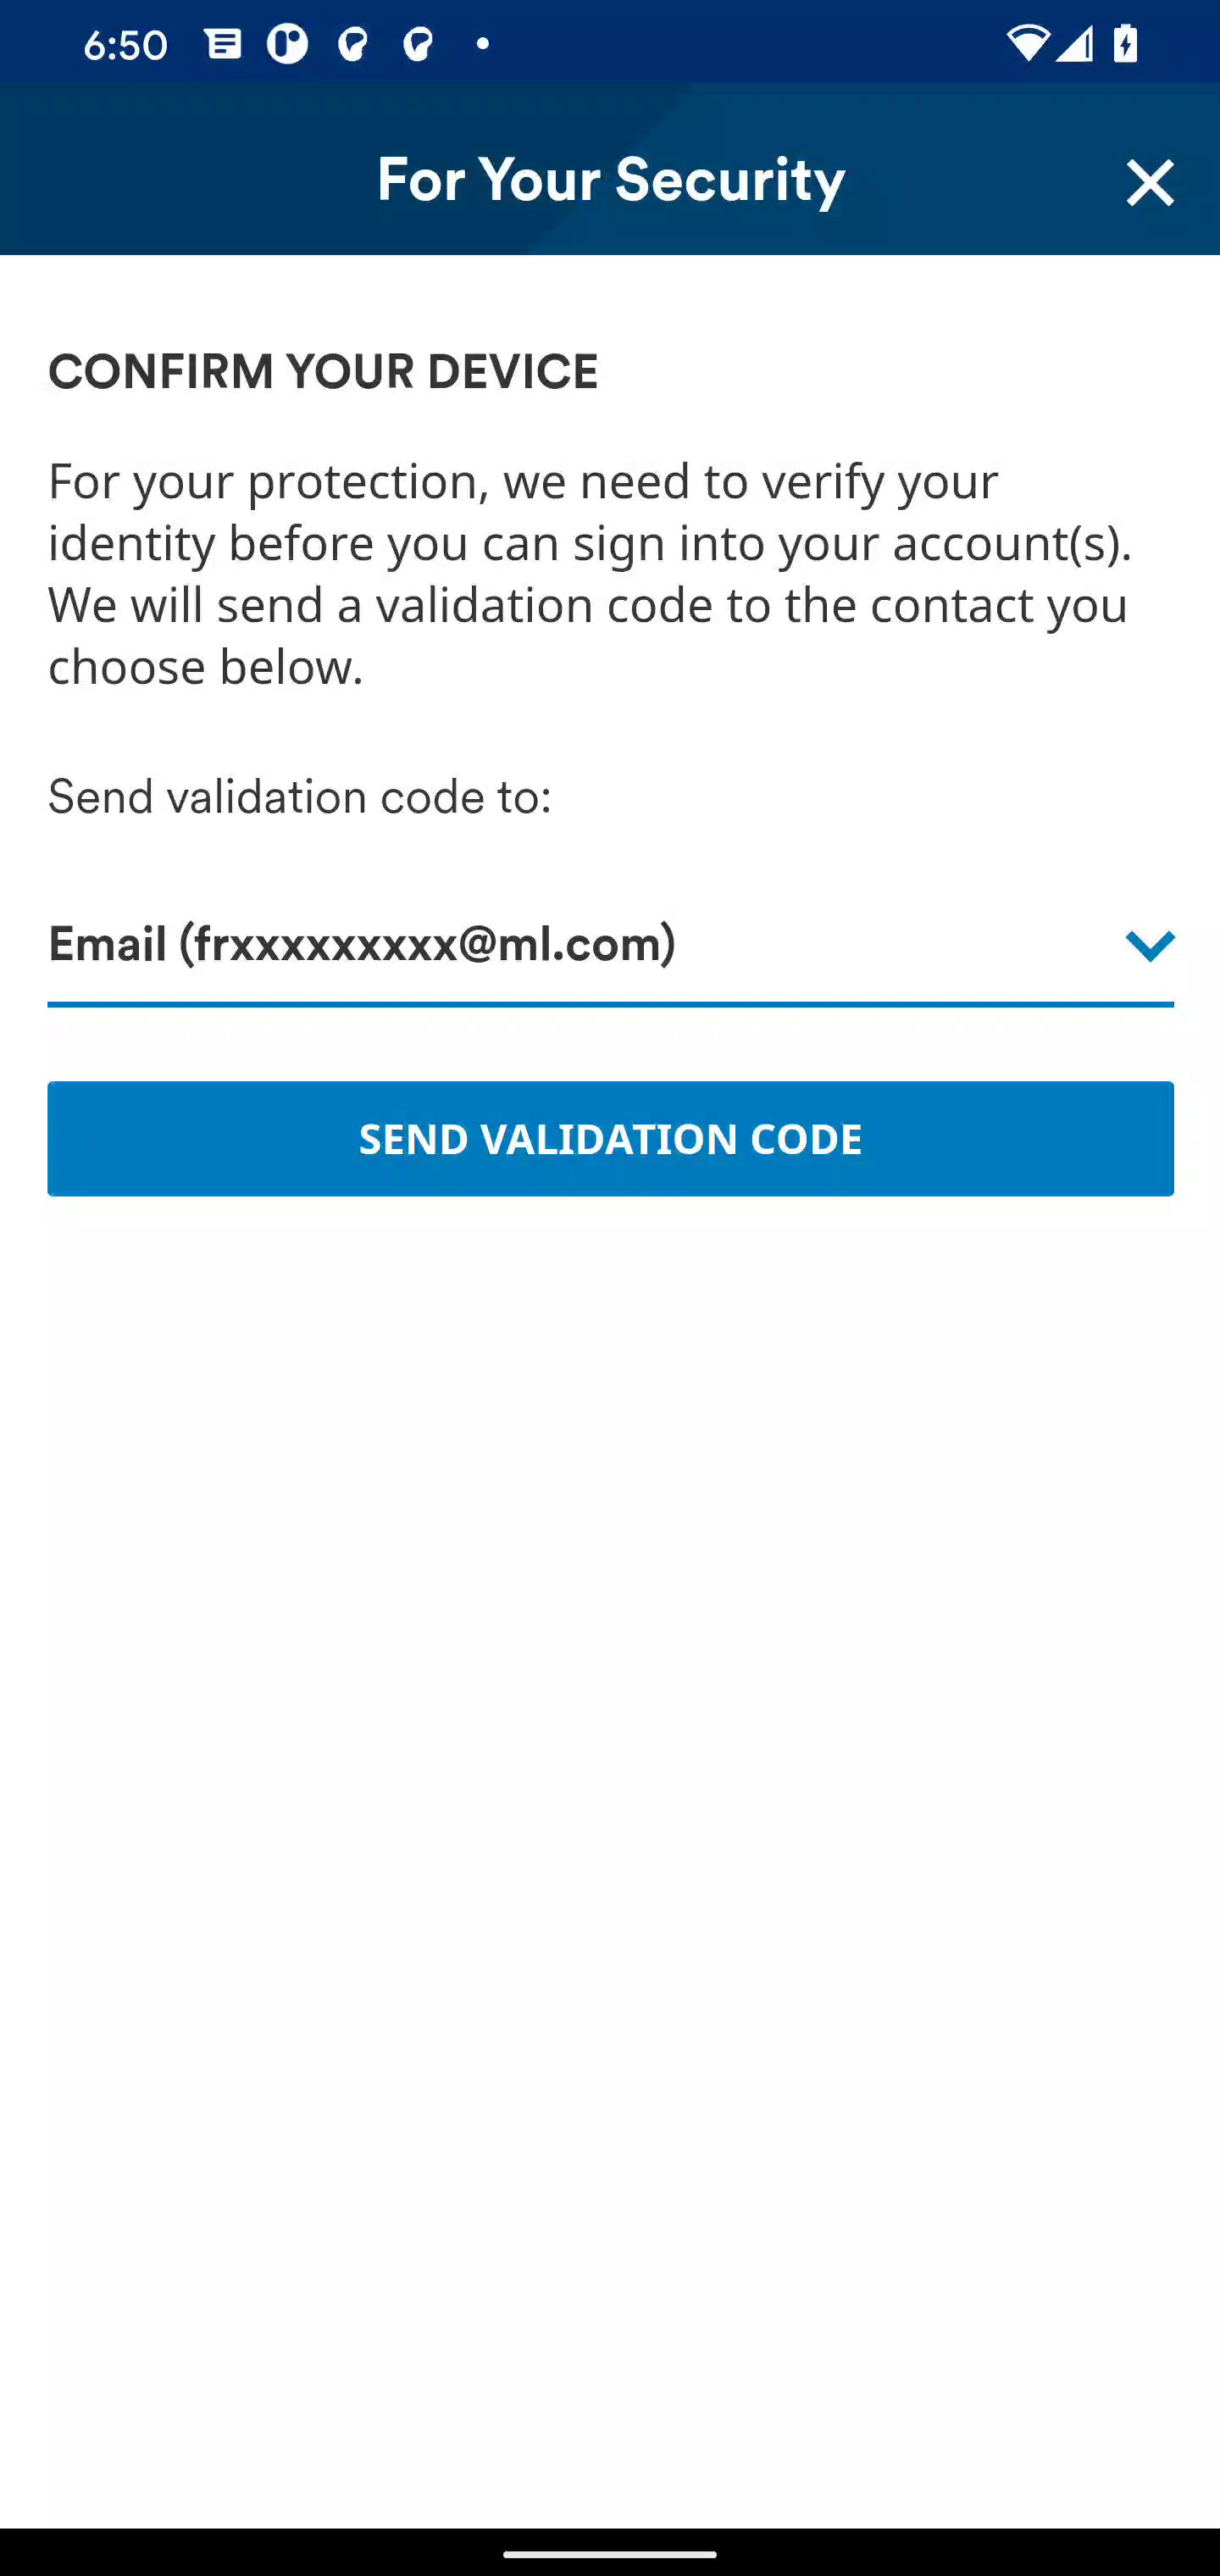 6:50
For Your Security
CONFIRM YOUR DEVICE
For your protection, we need to verify your
identity before you can sign into your account(s).
We will send a validation code to the contact you
choose below.
Send validation code to:
Email (frxxxxxxxxx@ml.com)
SEND VALIDATION CODE